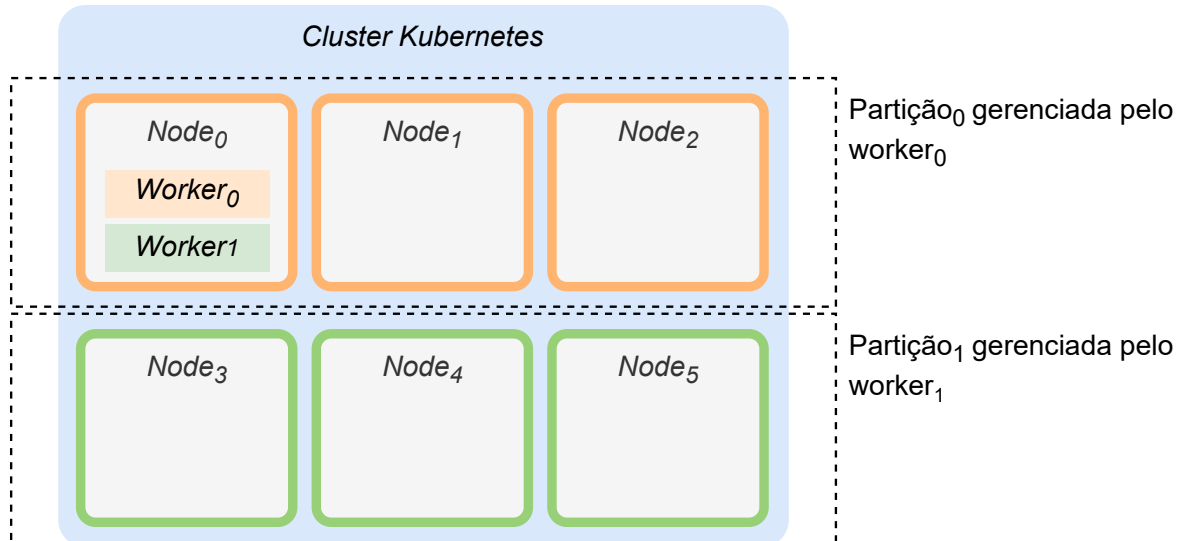 Cluster Kubernetes
Node0
Node1
Node2
Worker0
Worker1
Partição0 gerenciada pelo
worker0
Node3
Node4
Node5
Partição1 gerenciada pelo
worker1